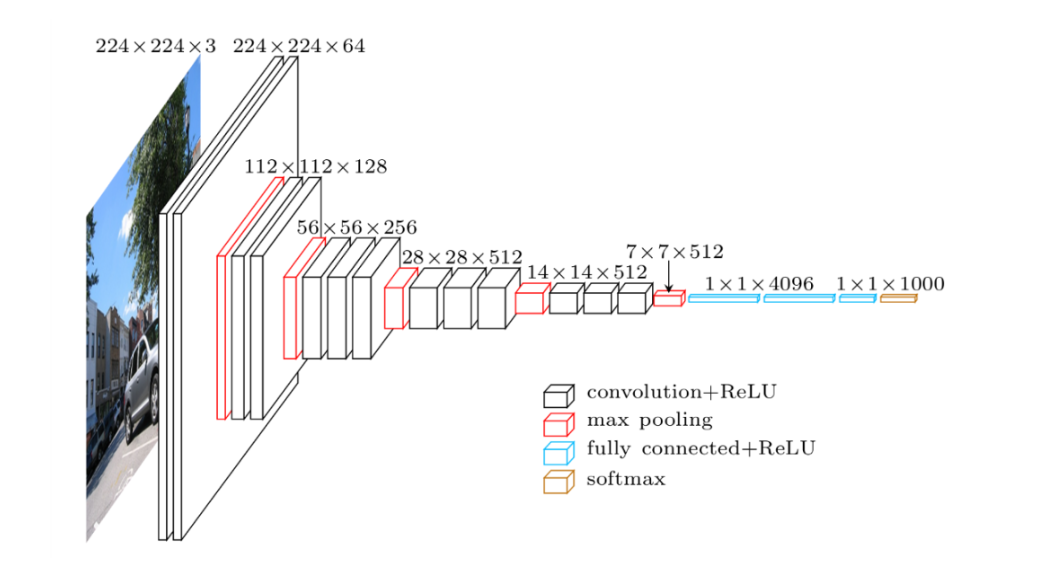 224×224×3
224×224×64
112×112×128
56×56×256
28×28×512
14×14×512
7×7×512
1×1×4096
1×1×1000
convolution+ReLU
max pooling
fully connected+ReLU
softmax